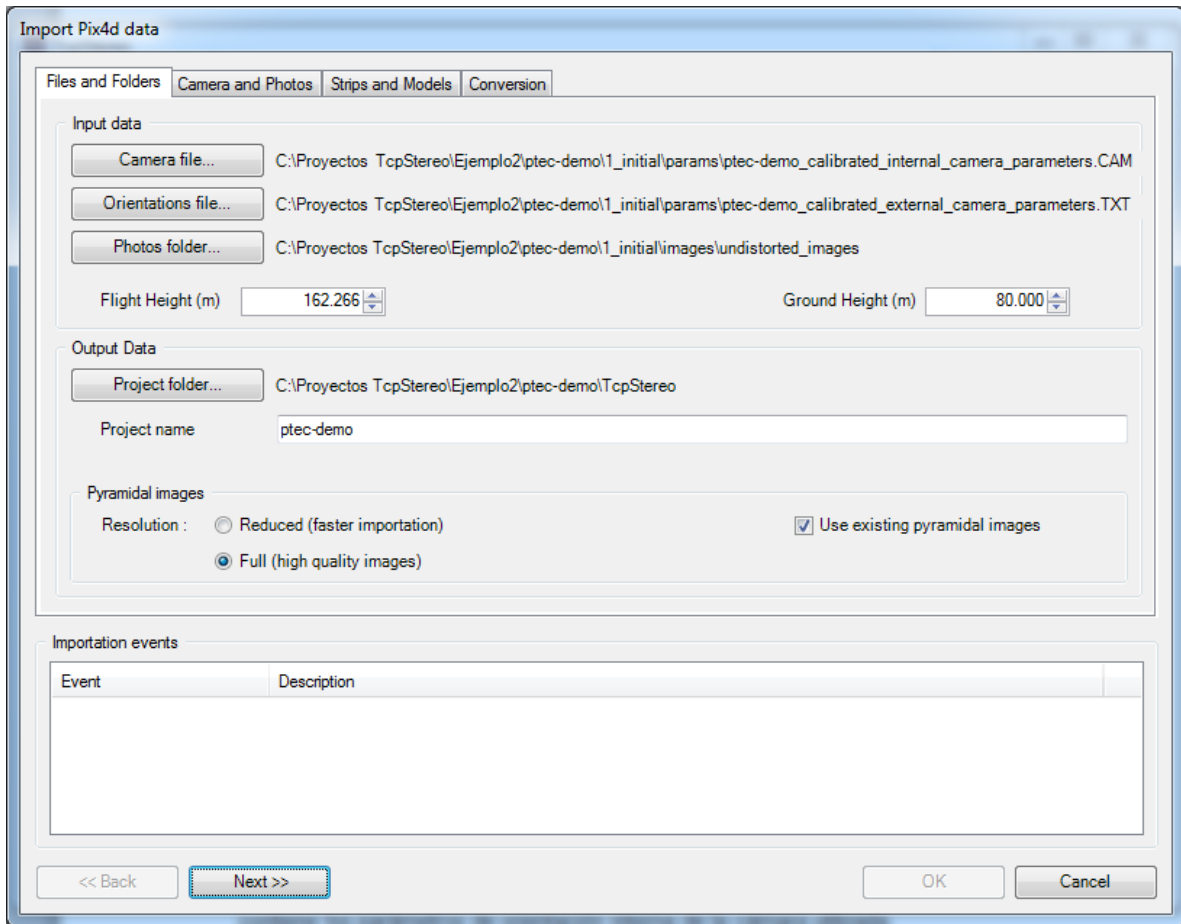 Import Pix4d data
Files and Folders Camera and Photos Strips and Models Conversion
Input data
Camera file... C:\Proyectos TcpStereo\Ejemplo2\ptec-demo\1_initial\params\ptec-demo_calibrated_internal_camera_parameters.CAM
Orientations file... C:\Proyectos TcpStereo\Ejemplo2\ptec-demo\1_initial\params\ptec-demo_calibrated_external_camera_parameters.TXT
Photos folder... C:\Proyectos TcpStereo\Ejemplo2\ptec-demo\1_initial\images\undistorted_images
Flight Height (m) 162.266 Ground Height (m) 80.000
Output Data
Project folder... C:\Proyectos TcpStereo\Ejemplo2\ptec-demo\TcpStereo
Project name ptec-demo
Pyramidal images
Resolution : Reduced (faster importation) Use existing pyramidal images
Full (high quality images)
Importation events
Event Description
<< Back Next >> OK Cancel